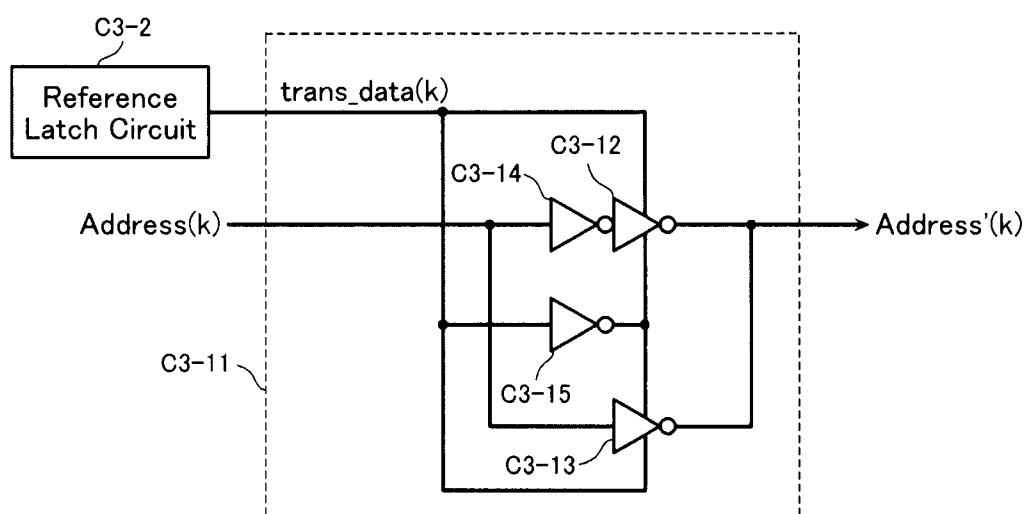 C3-2
Reference
Latch Circuit
trans_data(k)
C3-12
C3-14
Address(k)
Address'(k)
C3-11
C3-15
C3-13